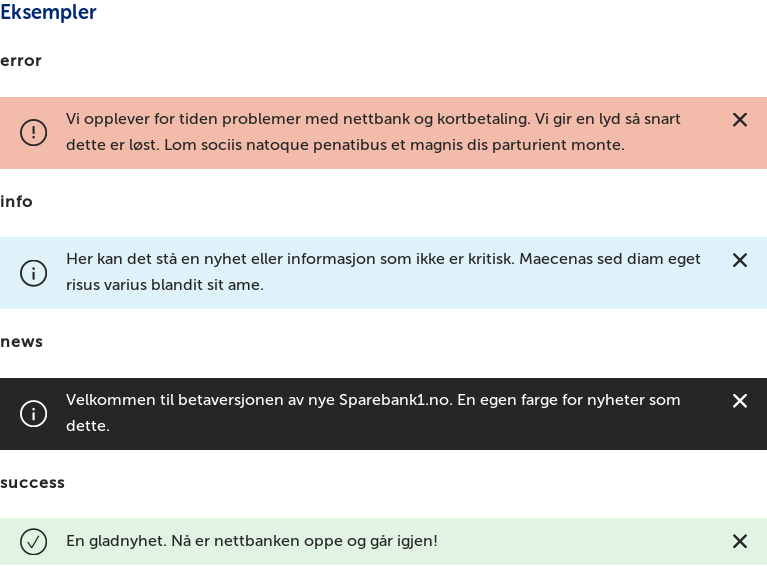 Eksempler
error
Vi opplever for tiden problemer med nettbank og kortbetaling. Vi gir en lyd så snart
dette er løst. Lom sociis natoque penatibus et magnis dis parturient monte.
info
Her kan det stå en nyhet eller informasjon som ikke er kritisk. Maecenas sed diam eget
risus varius blandit sit ame.
news
Velkommen til betaversjonen av nye Sparebank1.no. En egen farge for nyheter som
dette.
success
En gladnyhet. Nå er nettbanken oppe og går igjen!